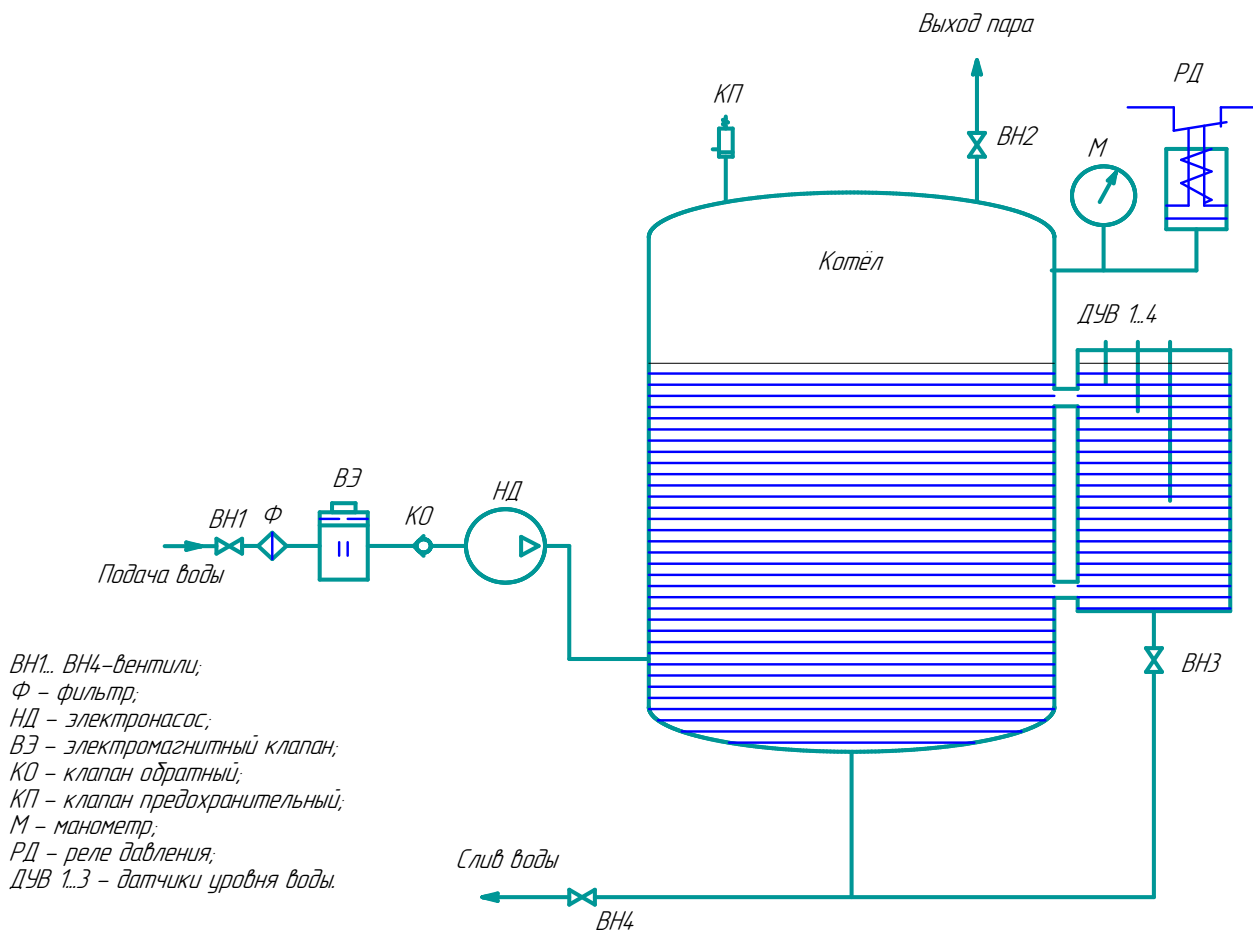 Выход пара
РД
КП
ВН2
М
Котёл
ДУВ 1...4
ВЭ
НД
ВН1
Ф
КО
Подача воды
ВН1... ВН4-вентили;
Ф - фильтр;
НД - электронасос;
ВЭ - электромагнитный клапан;
КО - клапан обратный;
КП - клапан предохранительный;
М - манометр;
РД - реле давления;
ДУВ 1...3 - датчики уровня воды.
ВН3
Слив воды
ВН4